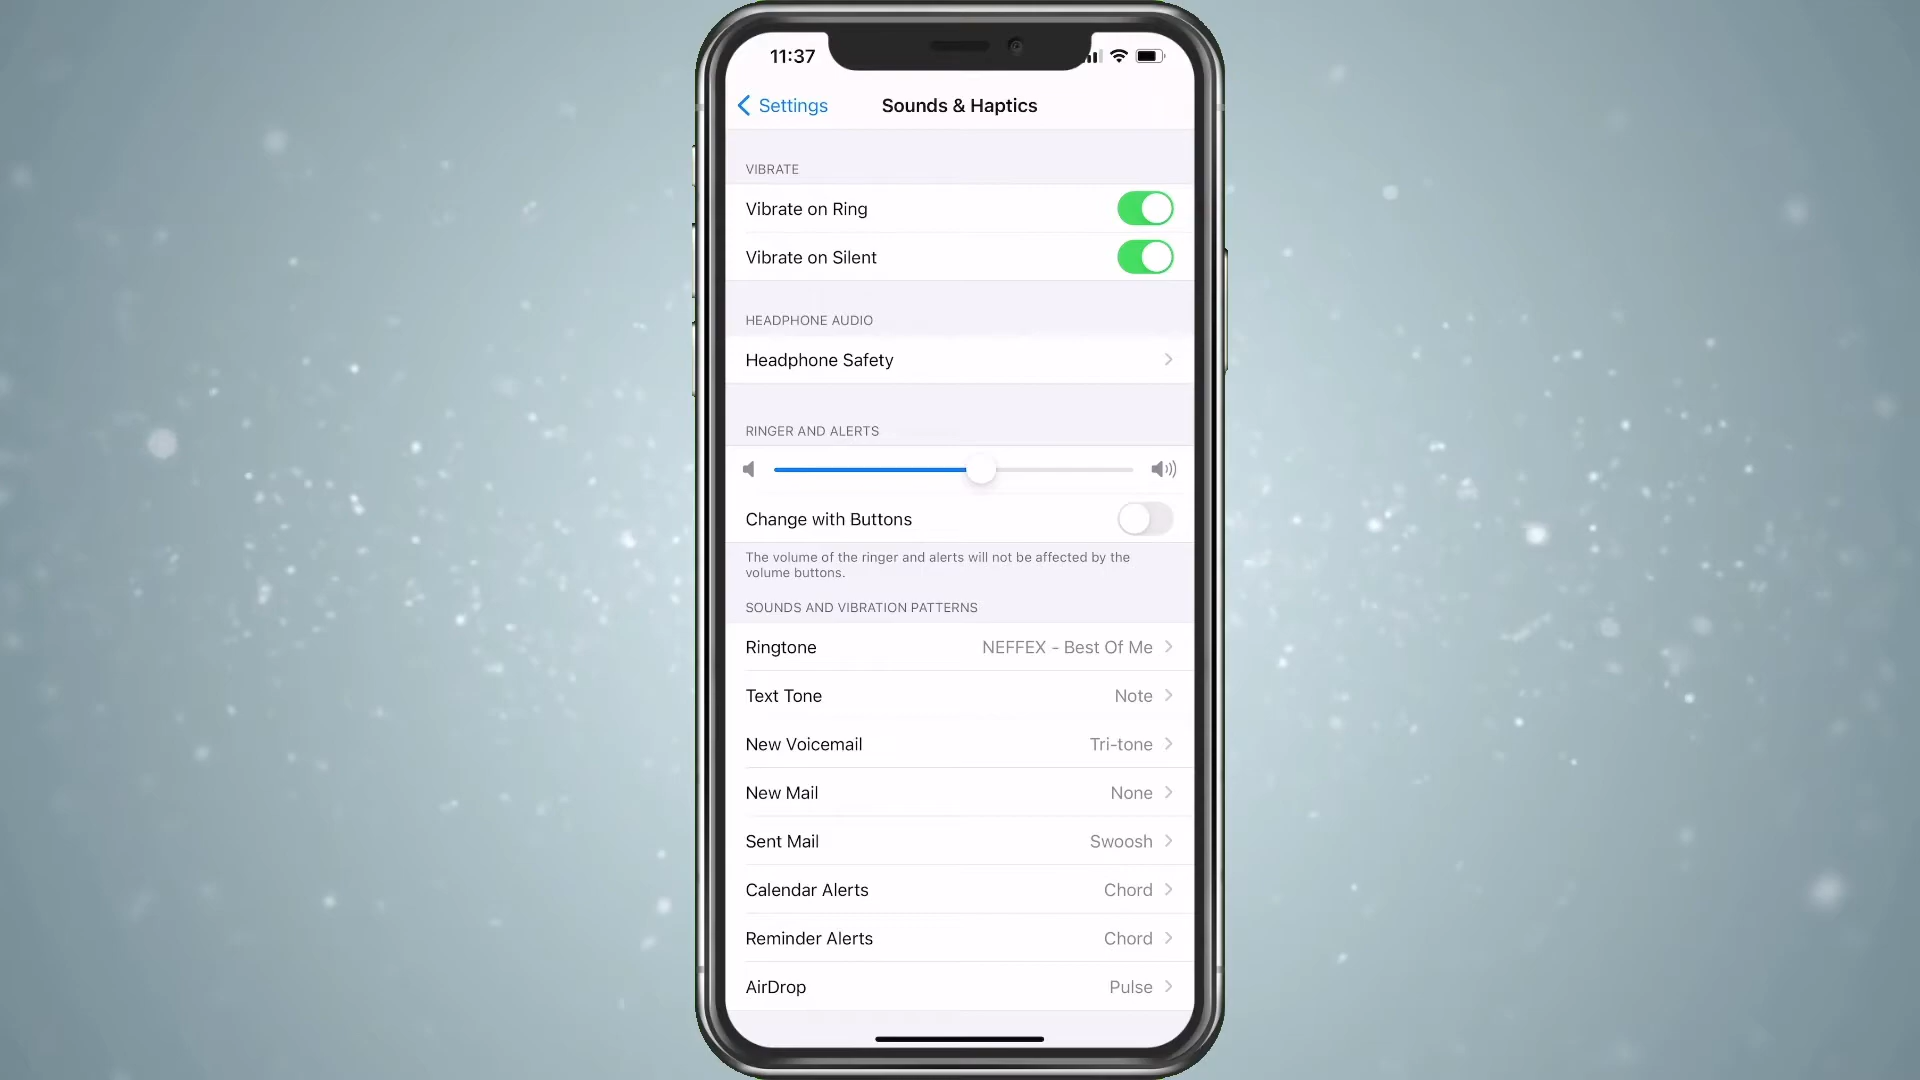 11:37
Settings
Sounds & Haptics
VIBRATE
Vibrate on Ring
Vibrate on Silent
HEADPHONE AUDIO
Headphone Safety
RINGER AND ALERTS
Change with Buttons
The volume of the ringer and alerts will not be affected by the
volume buttons.
SOUNDS AND VIBRATION PATTERNS
Ringtone NEFFEX - Best Of Me
Text Tone Note
New Voicemail Tri-tone
New Mail None
Sent Mail Swoosh
Calendar Alerts Chord
Reminder Alerts Chord
AirDrop Pulse